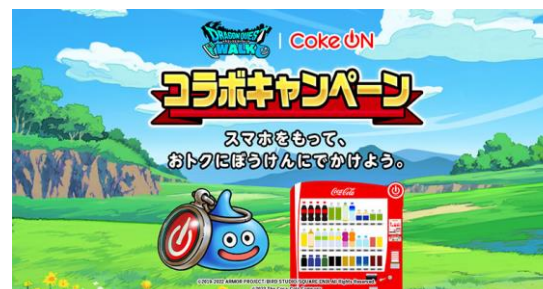 DRAGON QUEST WALK | Coke ON
コラボキャンペーン
スマホをもって、
おトクにぼうけんにでかけよう。
Coca-Cola